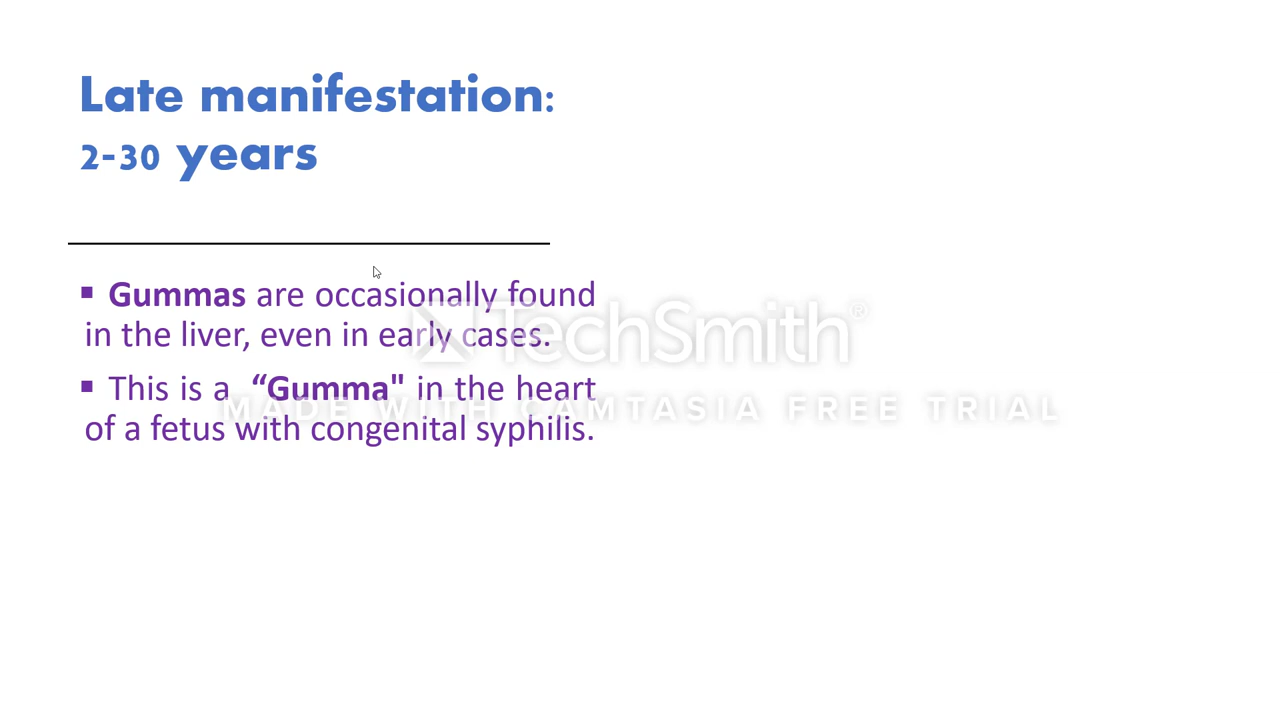 Late manifestation:
2-30 years
▪ Gummas are occasionally found
in the liver, even in early cases.
▪ This is a “Gumma" in the heart
of a fetus with congenital syphilis.
TechSmith®
MADE WITH CAMTASIA FREE TRIAL